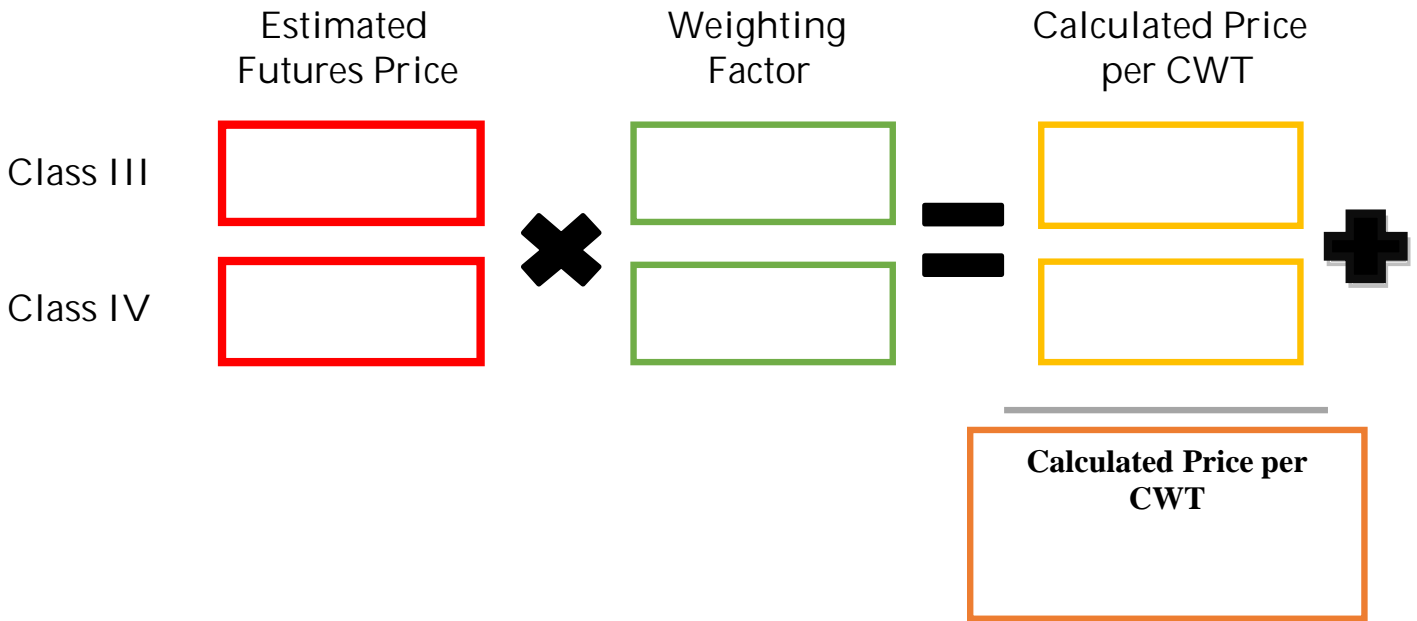 Estimated
Futures Price
Weighting
Factor
Calculated Price
per CWT
Class III
Class IV
Calculated Price per
CWT